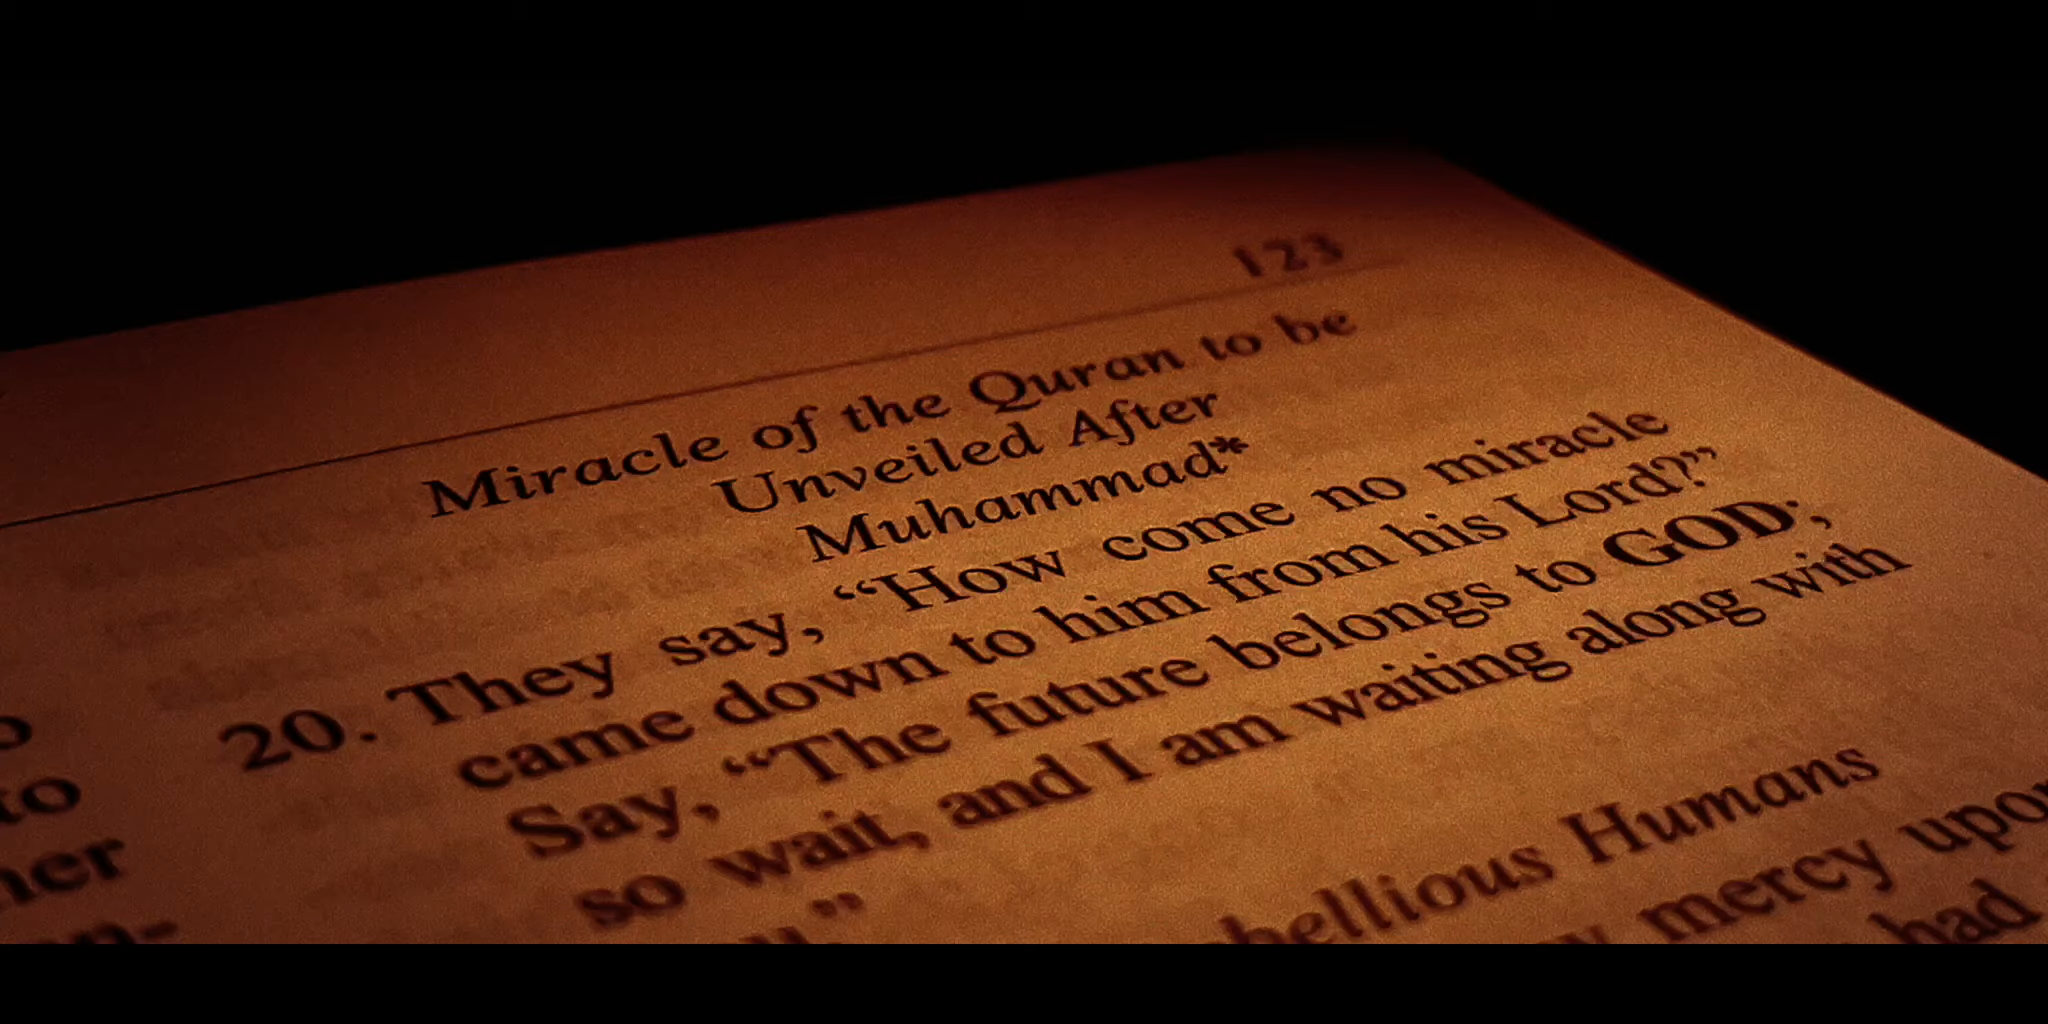 123
Miracle of the Quran to be
Unveiled After
Muhammad*
20. They say, “How come no miracle
came down to him from his Lord?”
Say, “The future belongs to GOD;
so wait, and I am waiting along with
Humans
mercy upon
had
to